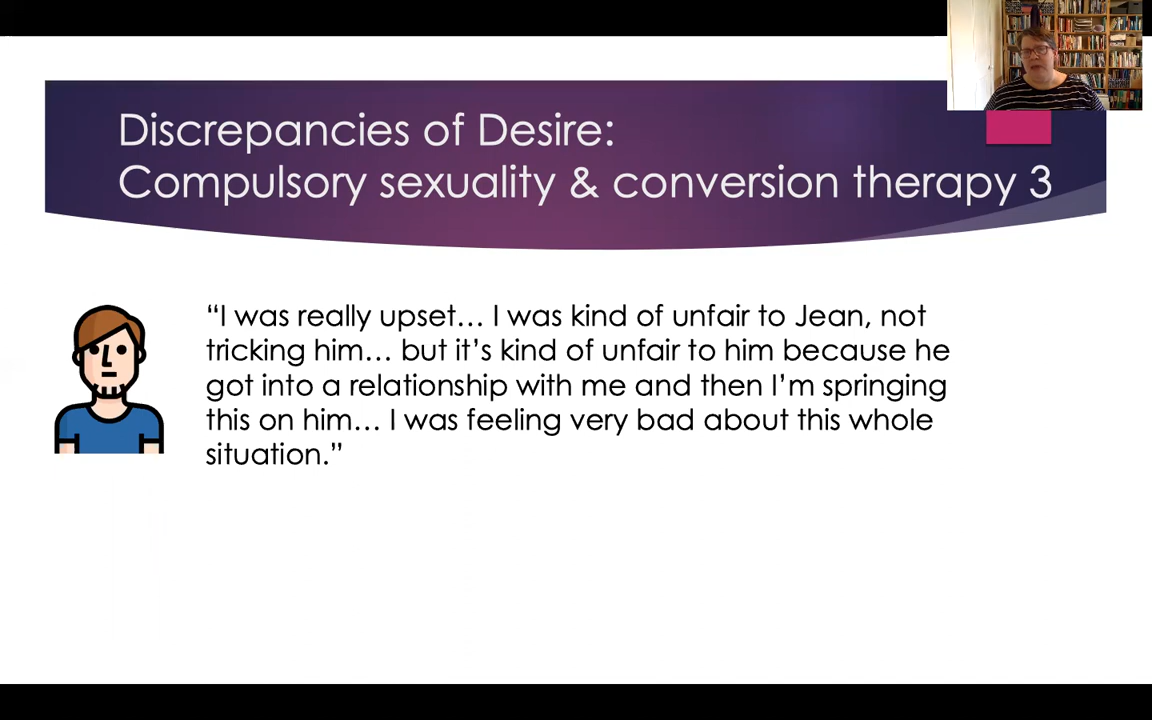 Discrepancies of Desire:
Compulsory sexuality & conversion therapy 3
“I was really upset… I was kind of unfair to Jean, not
tricking him… but it’s kind of unfair to him because he
got into a relationship with me and then I’m springing
this on him… I was feeling very bad about this whole
situation.”